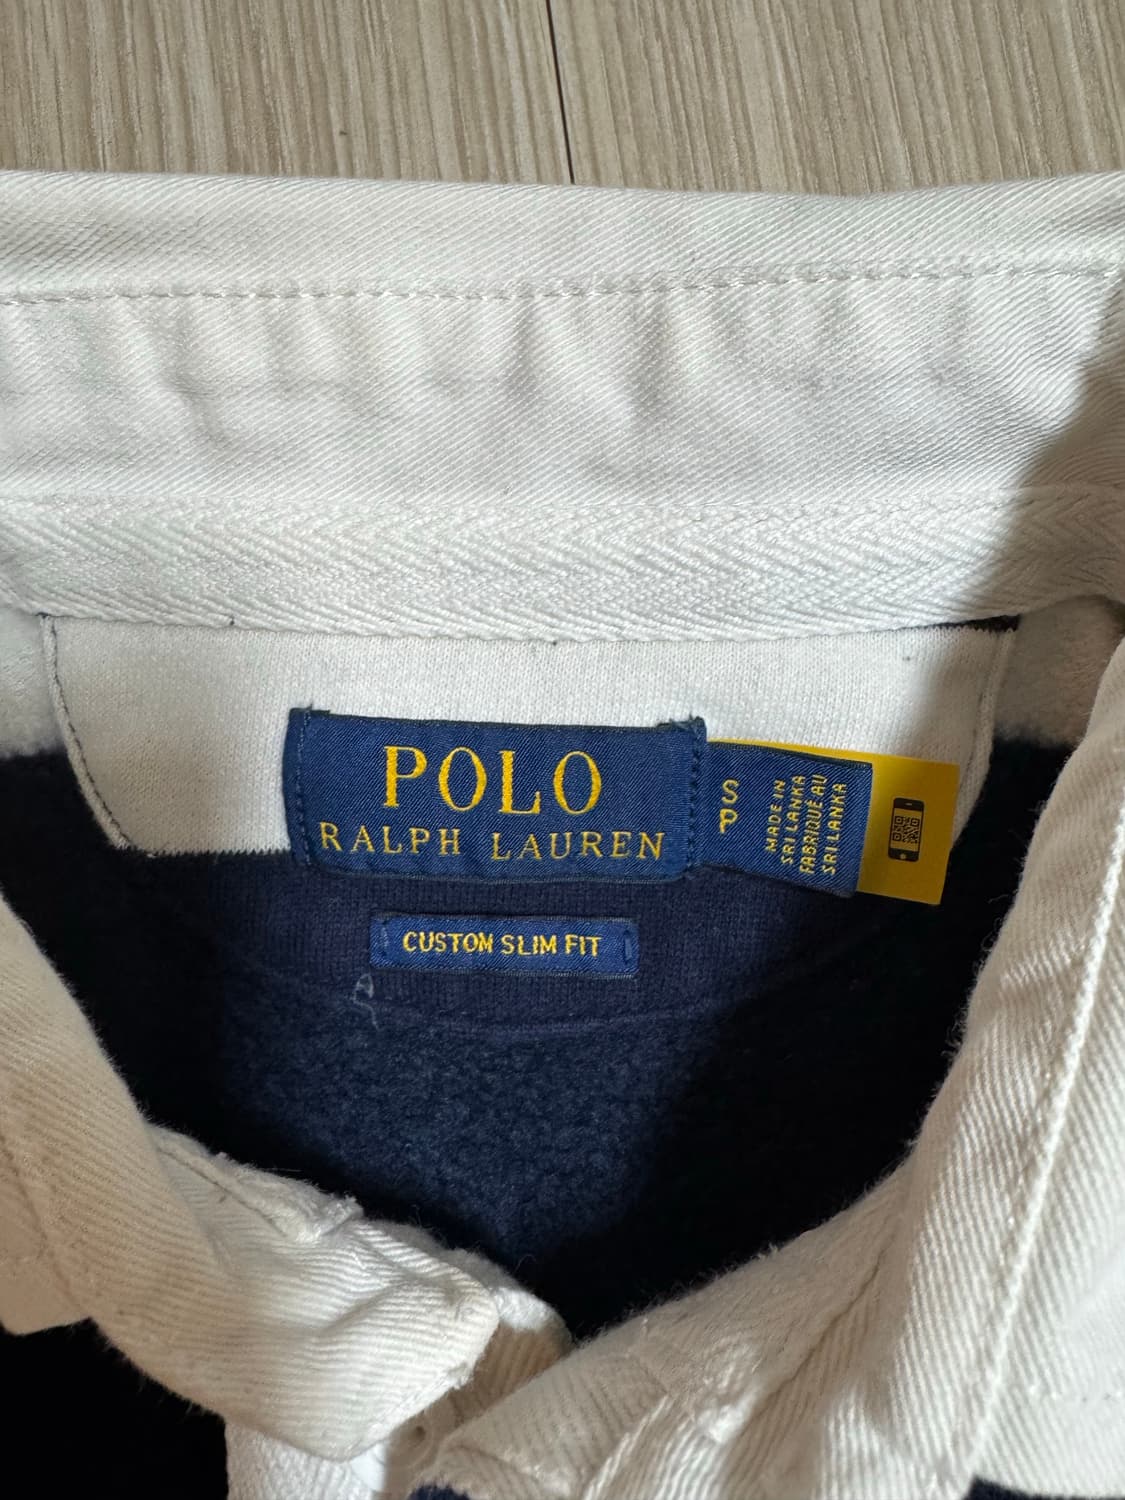 POLO
RALPH LAUREN
S
P
MADE IN
SRI LANKA
FABRIQUÉ AU
SRI LANKA
CUSTOM SLIM FIT